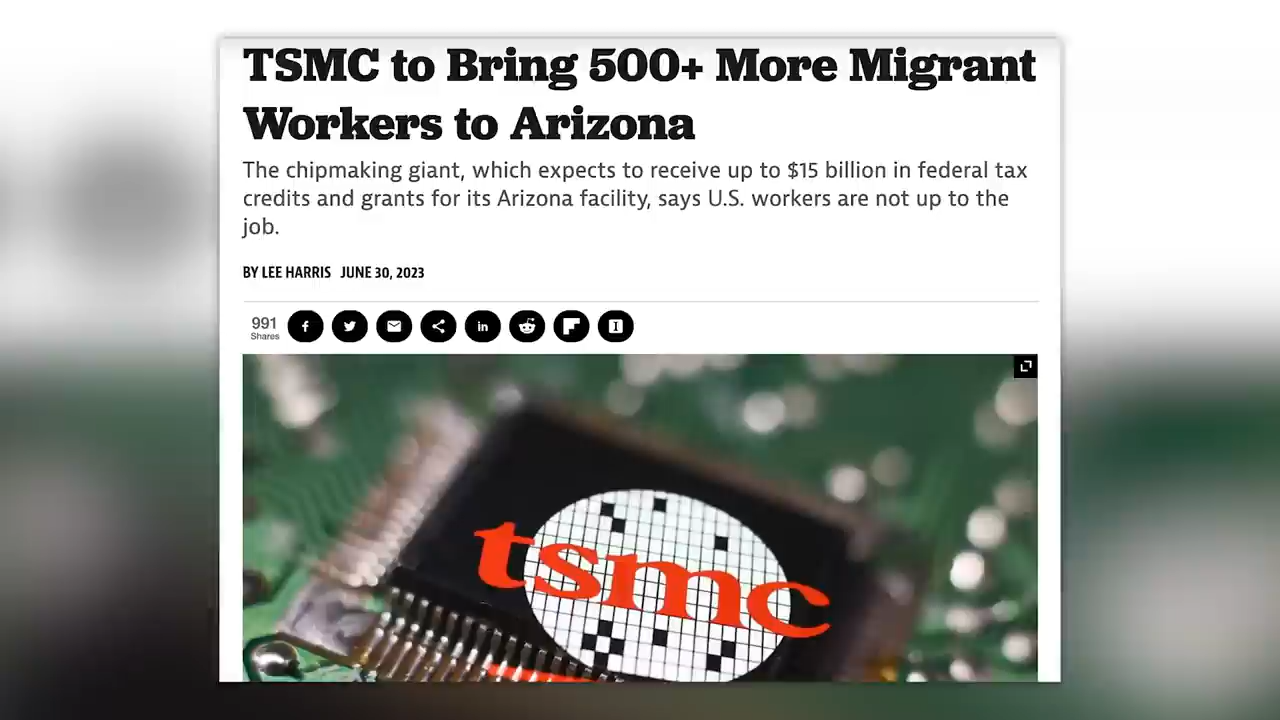 TSMC to Bring 500+ More Migrant
Workers to Arizona
The chipmaking giant, which expects to receive up to $15 billion in federal tax
credits and grants for its Arizona facility, says U.S. workers are not up to the
job.
BY LEE HARRIS JUNE 30, 2023
991
Shares
tsmc